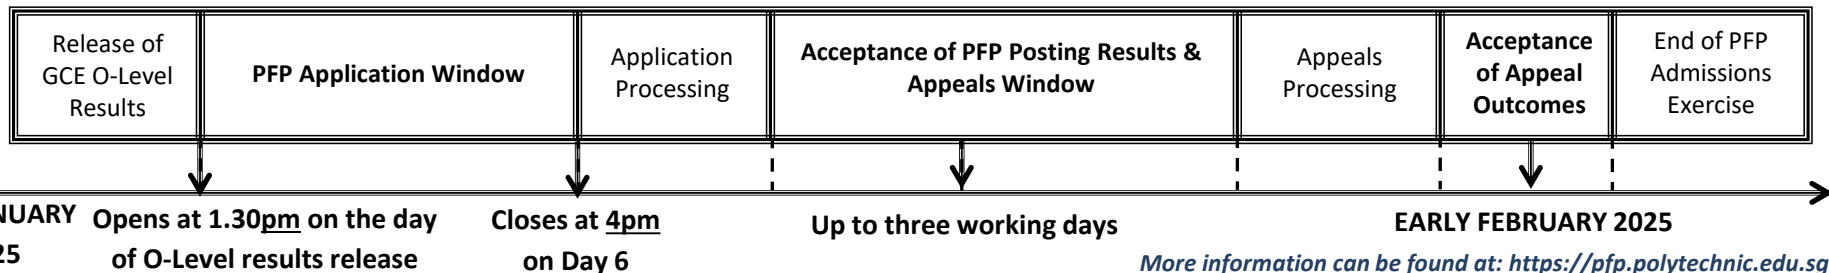 Release of
GCE O-Level
Results
PFP Application Window
Application
Processing
Acceptance of PFP Posting Results &
Appeals Window
Appeals
Processing
Acceptance
of Appeal
Outcomes
End of PFP
Admissions
Exercise
NUARY
25
Opens at 1.30pm on the day
of O-Level results release
Closes at 4pm
on Day 6
Up to three working days
EARLY FEBRUARY 2025
More information can be found at: https://pfp.polytechnic.edu.sg